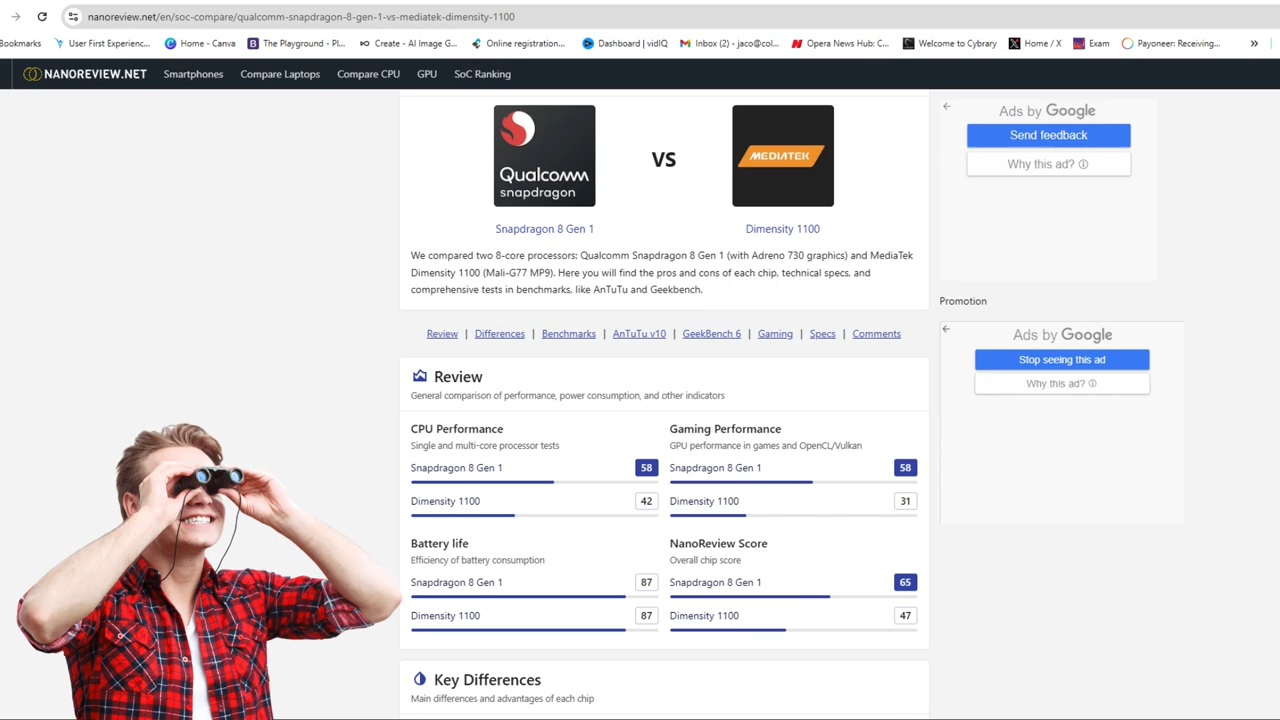 nanoreview.net/en/soc-compare/qualcomm-snapdragon-8-gen-1-vs-mediatek-dimensity-1100
Bookmarks
User First Experienc...
Home - Canva
The Playground - Pl...
Create - AI Image G...
Online registration...
Dashboard | vidIQ
Inbox (2) - jaco@col...
Opera News Hub: C...
Welcome to Cybrary
Home / X
Exam
Payoneer: Receiving...
NANOREVIEW.NET
Smartphones
Compare Laptops
Compare CPU
GPU
SoC Ranking
Qualcomm
snapdragon
VS
MEDIATEK
Snapdragon 8 Gen 1
Dimensity 1100
We compared two 8-core processors: Qualcomm Snapdragon 8 Gen 1 (with Adreno 730 graphics) and MediaTek
Dimensity 1100 (Mali-G77 MP9). Here you will find the pros and cons of each chip, technical specs, and
comprehensive tests in benchmarks, like AnTuTu and Geekbench.
Review | Differences | Benchmarks | AnTuTu v10 | GeekBench 6 | Gaming | Specs | Comments
Review
General comparison of performance, power consumption, and other indicators
CPU Performance
Single and multi-core processor tests
Snapdragon 8 Gen 1 58
Dimensity 1100 42
Gaming Performance
GPU performance in games and OpenCL/Vulkan
Snapdragon 8 Gen 1 58
Dimensity 1100 31
Battery life
Efficiency of battery consumption
Snapdragon 8 Gen 1 87
Dimensity 1100 87
NanoReview Score
Overall chip score
Snapdragon 8 Gen 1 65
Dimensity 1100 47
Key Differences
Main differences and advantages of each chip
Ads by Google
Send feedback
Why this ad?
Promotion
Ads by Google
Stop seeing this ad
Why this ad?